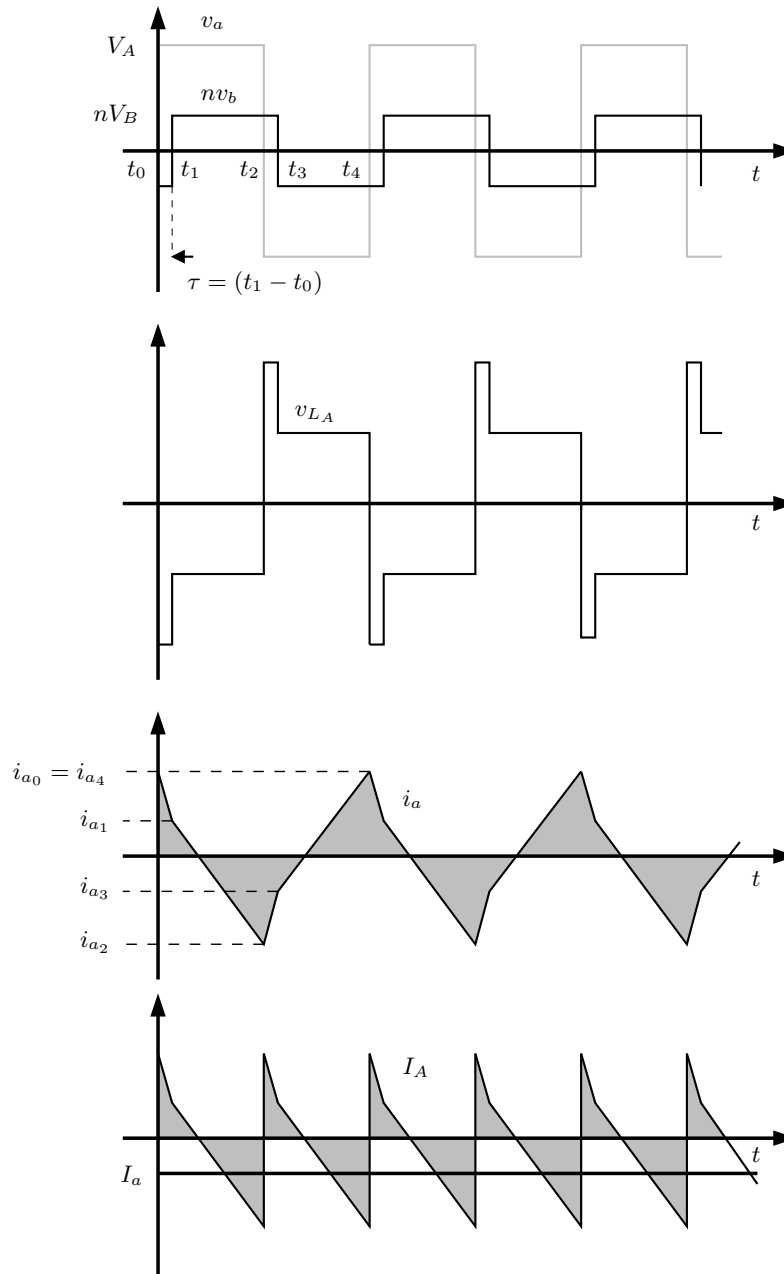 v_a
V_A
nv_b
nV_B
t_0 t_1 t_2 t_3 t_4 t
τ = (t_1 − t_0)
v_{L_A}
t
i_{a_0} = i_{a_4}
i_a
i_{a_1}
i_{a_3}
t
i_{a_2}
I_A
t
I_a